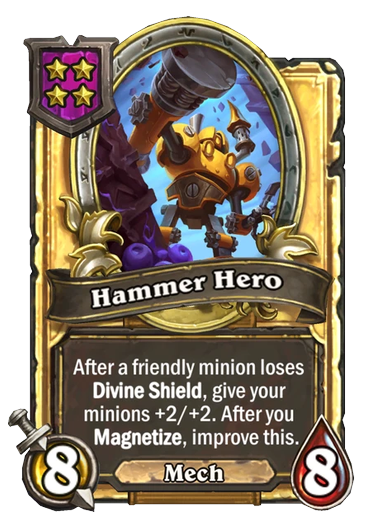 Hammer Hero
After a friendly minion loses
Divine Shield, give your
minions +2/+2. After you
Magnetize, improve this.
8
Mech
8